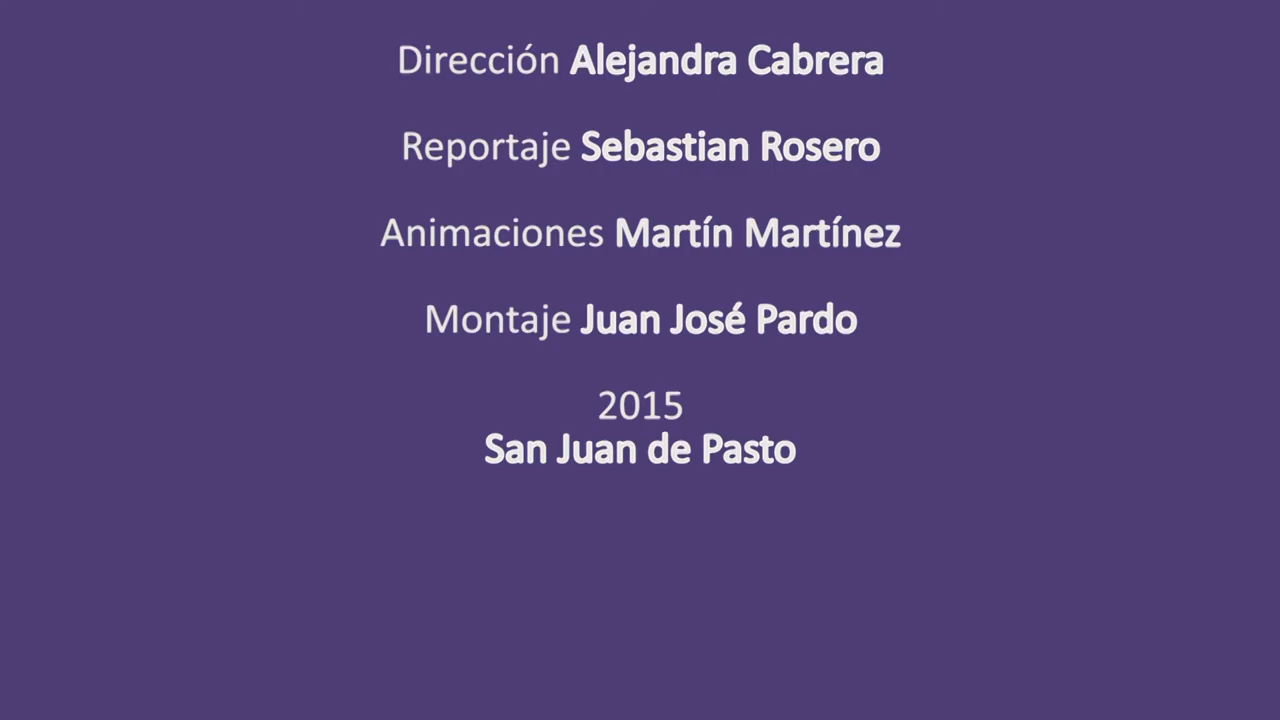 Dirección Alejandra Cabrera
Reportaje Sebastian Rosero
Animaciones Martín Martínez
Montaje Juan José Pardo
2015
San Juan de Pasto